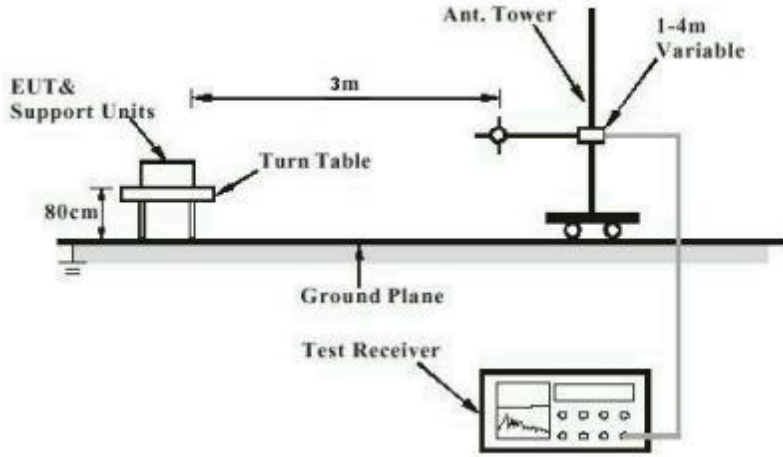 Ant. Tower
1-4m
Variable
EUT&
Support Units
3m
Turn Table
80cm
Ground Plane
Test Receiver